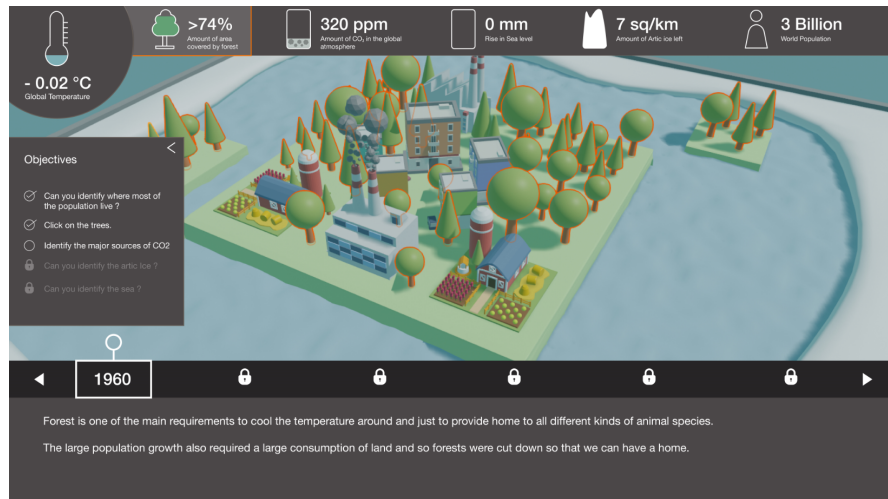 >74%
Amount of area
covered by forest
320 ppm
Amount of CO₂ in the global
atmosphere
0 mm
Rise in Sea level
7 sq/km
Amount of Artic ice left
3 Billion
World Population
- 0.02 °C
Global Temperature
Objectives
Can you identify where most of
the population live ?
Click on the trees.
Identify the major sources of CO2
Can you identify the artic Ice ?
Can you identify the sea ?
1960
Forest is one of the main requirements to cool the temperature around and just to provide home to all different kinds of animal species.
The large population growth also required a large consumption of land and so forests were cut down so that we can have a home.